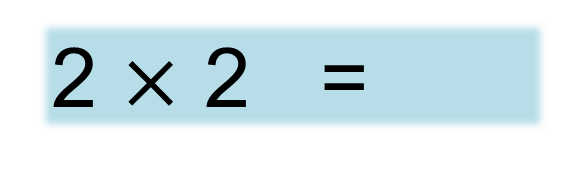 2 × 2 =